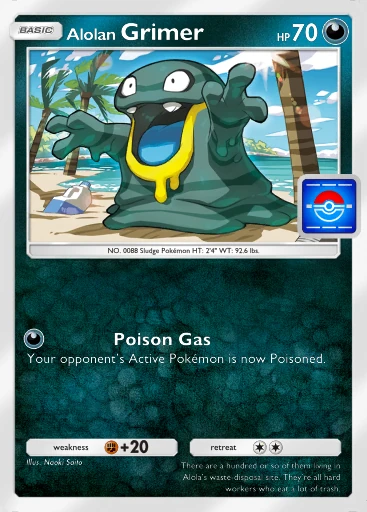 BASIC Alolan Grimer HP 70
NO. 0088 Sludge Pokémon HT: 2'4" WT: 92.6 lbs.
Poison Gas
Your opponent's Active Pokémon is now Poisoned.
weakness +20 retreat
Illus. Naoki Saito
There are a hundred or so of them living in
Alola's waste-disposal site. They're all hard
workers who eat a lot of trash.